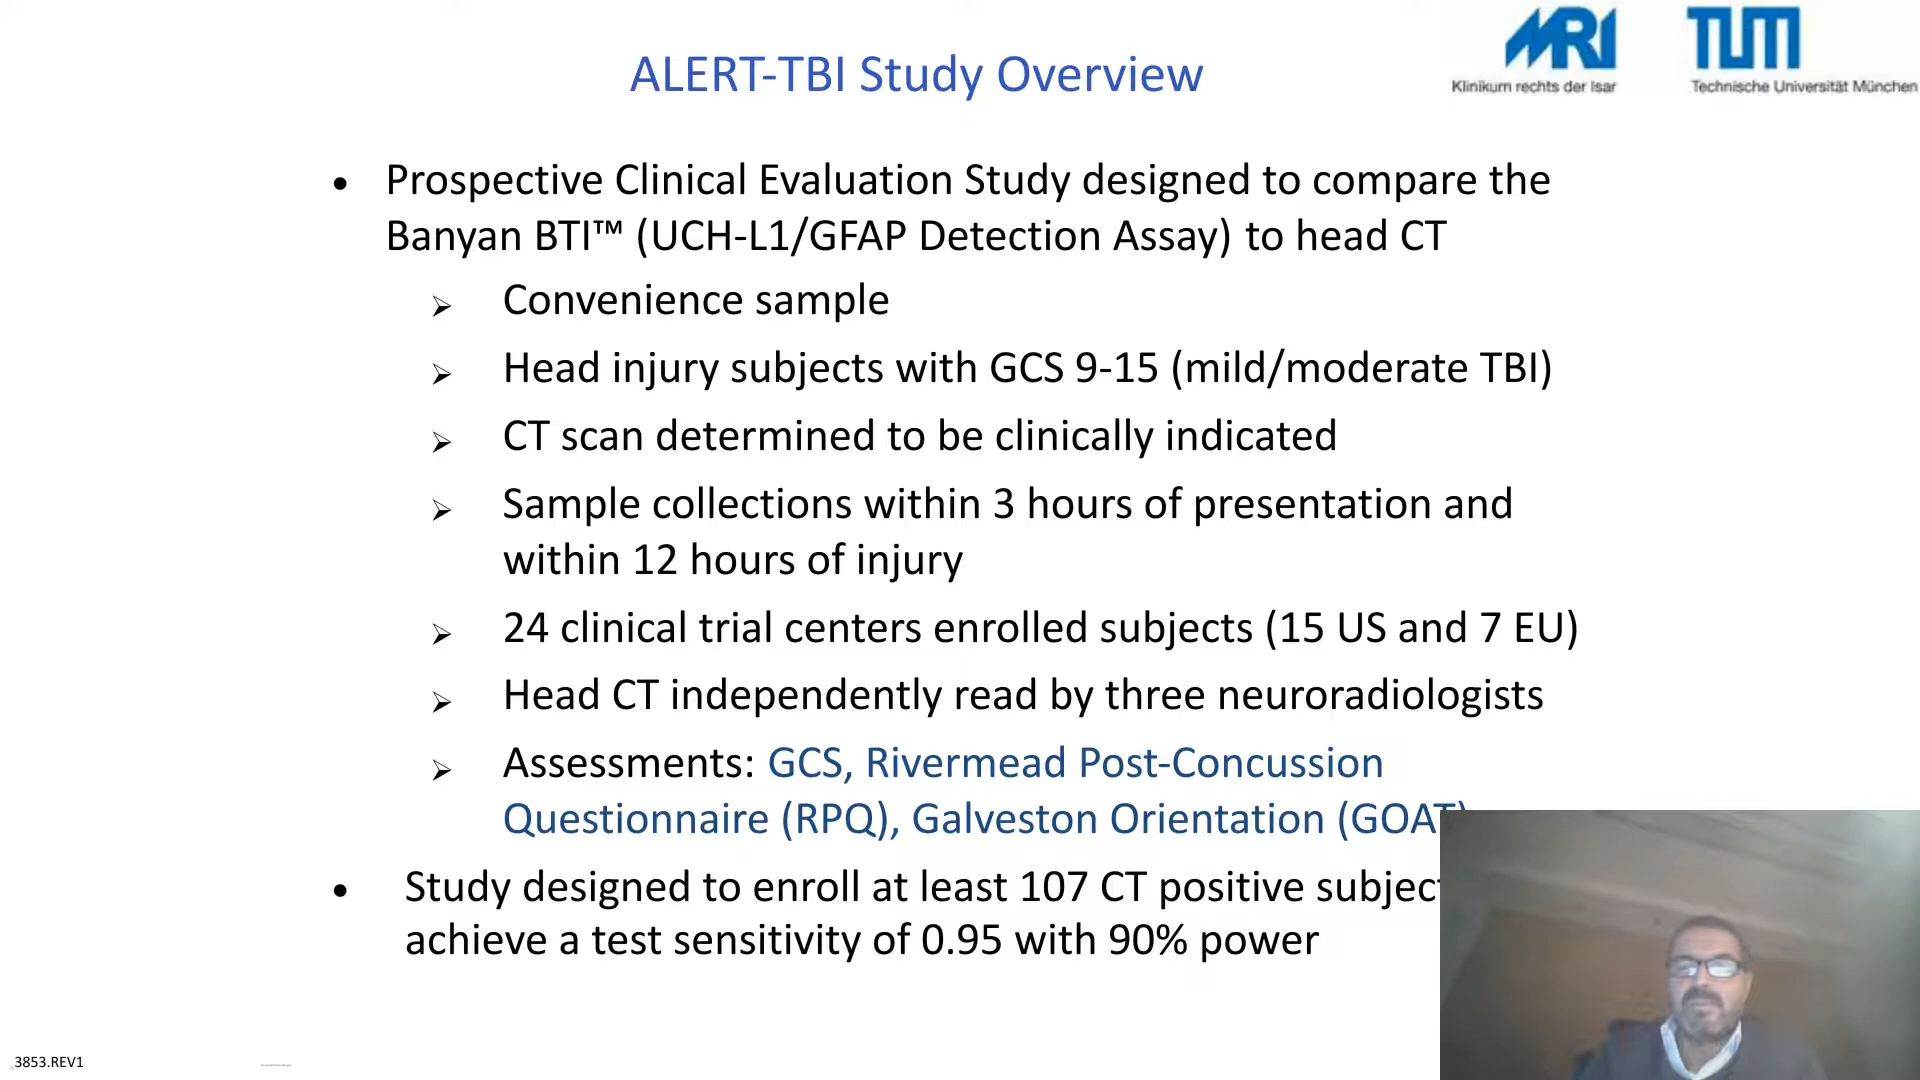 MRI
TUM
Klinikum rechts der Isar
Technische Universität München
ALERT-TBI Study Overview
• Prospective Clinical Evaluation Study designed to compare the
Banyan BTI™ (UCH-L1/GFAP Detection Assay) to head CT
➢ Convenience sample
➢ Head injury subjects with GCS 9-15 (mild/moderate TBI)
➢ CT scan determined to be clinically indicated
➢ Sample collections within 3 hours of presentation and
within 12 hours of injury
➢ 24 clinical trial centers enrolled subjects (15 US and 7 EU)
➢ Head CT independently read by three neuroradiologists
➢ Assessments: GCS, Rivermead Post-Concussion
Questionnaire (RPQ), Galveston Orientation (GOAT)
• Study designed to enroll at least 107 CT positive subject
achieve a test sensitivity of 0.95 with 90% power
3853.REV1